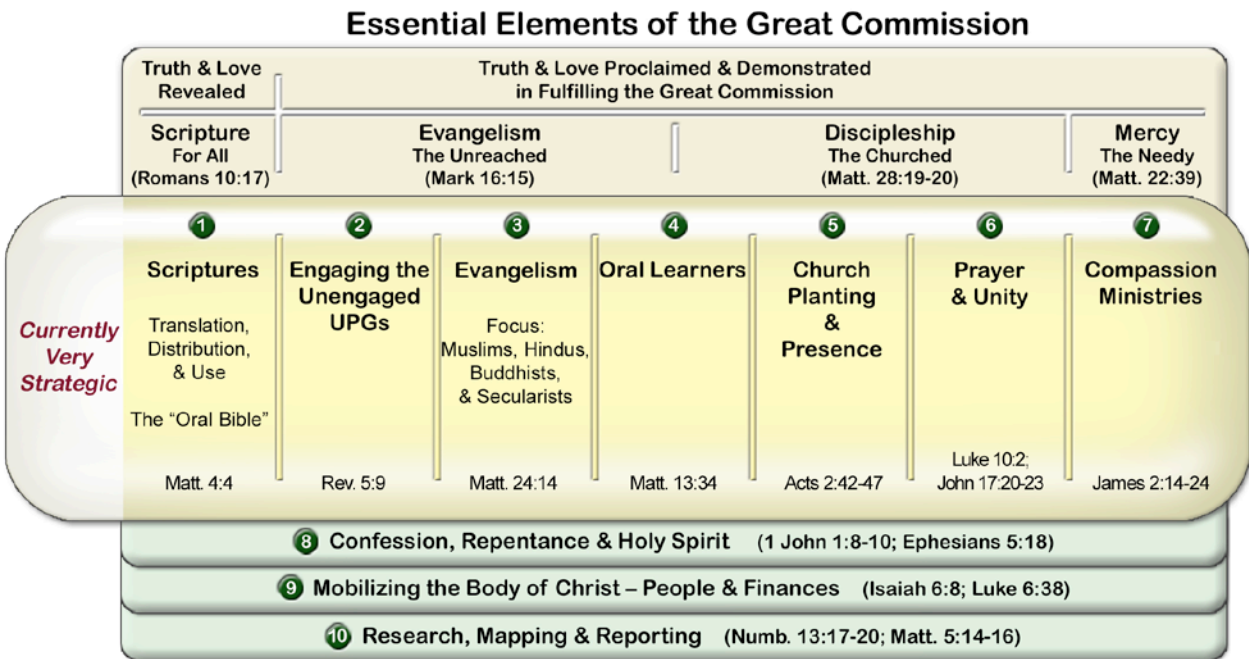 Essential Elements of the Great Commission
Truth & Love
Revealed
Truth & Love Proclaimed & Demonstrated
in Fulfilling the Great Commission
Scripture
For All
(Romans 10:17)
Evangelism
The Unreached
(Mark 16:15)
Discipleship
The Churched
(Matt. 28:19-20)
Mercy
The Needy
(Matt. 22:39)
Currently
Very
Strategic
1
Scriptures
Translation,
Distribution,
& Use
The “Oral Bible”
Matt. 4:4
2
Engaging the
Unengaged
UPGs
Rev. 5:9
3
Evangelism
Focus:
Muslims, Hindus,
Buddhists,
& Secularists
Matt. 24:14
4
Oral Learners
Matt. 13:34
5
Church
Planting
&
Presence
Acts 2:42-47
6
Prayer
& Unity
Luke 10:2;
John 17:20-23
7
Compassion
Ministries
James 2:14-24
8 Confession, Repentance & Holy Spirit (1 John 1:8-10; Ephesians 5:18)
9 Mobilizing the Body of Christ – People & Finances (Isaiah 6:8; Luke 6:38)
10 Research, Mapping & Reporting (Numb. 13:17-20; Matt. 5:14-16)